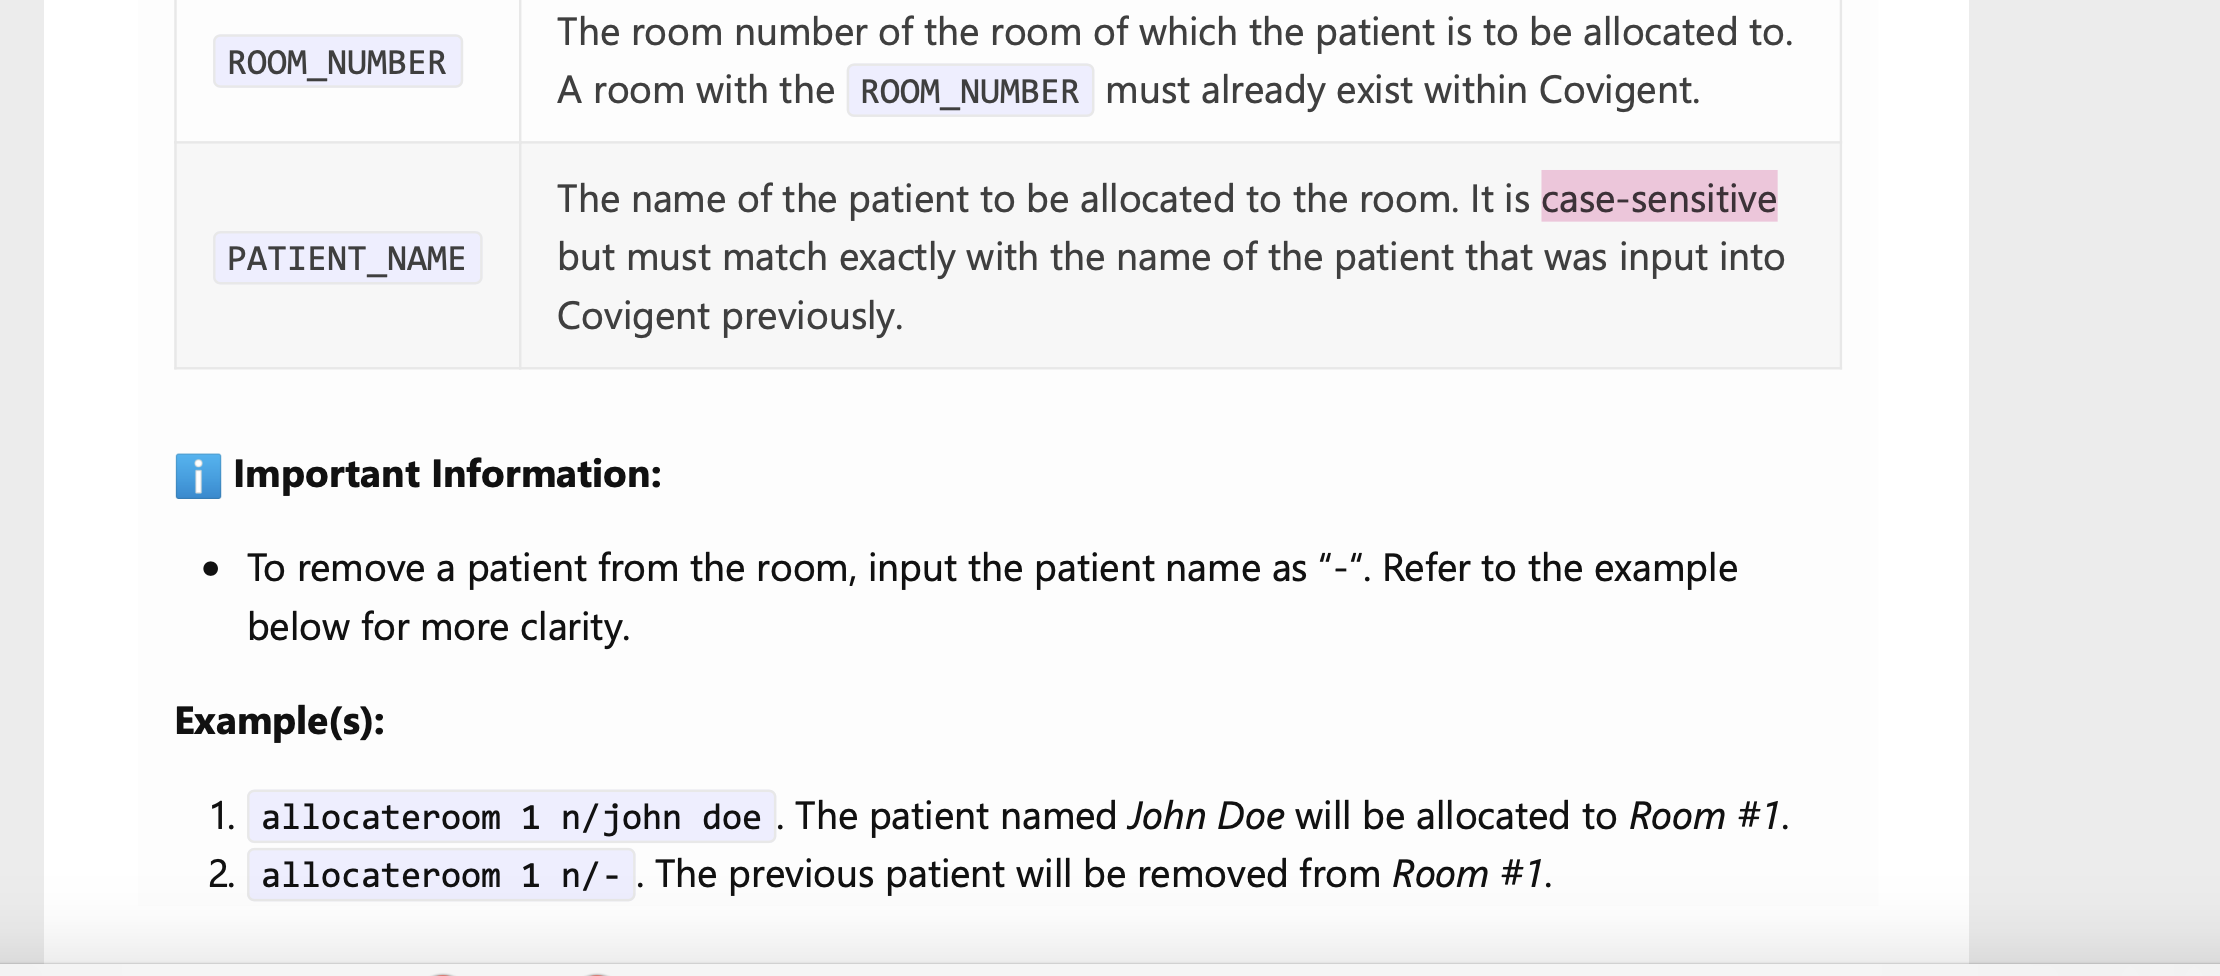 The room number of the room of which the patient is to be allocated to.
ROOM_NUMBER
A room with the ROOM_NUMBER must already exist within Covigent.
The name of the patient to be allocated to the room. It is case-sensitive
PATIENT_NAME
but must match exactly with the name of the patient that was input into
Covigent previously.
ℹ️ Important Information:
• To remove a patient from the room, input the patient name as “-“. Refer to the example
below for more clarity.
Example(s):
1. allocateroom 1 n/john doe . The patient named John Doe will be allocated to Room #1.
2. allocateroom 1 n/- . The previous patient will be removed from Room #1.